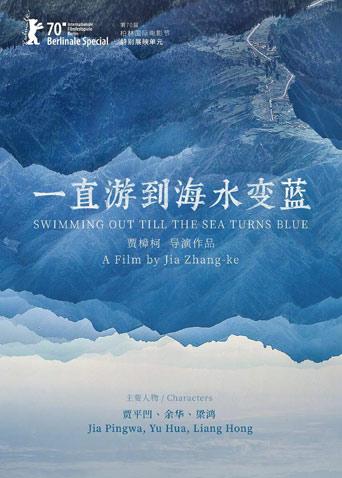 70
Internationale
Filmfestspiele
Berlin
Berlinale Special
第70届
柏林国际电影节
特别展映单元
一直游到海水变蓝
SWIMMING OUT TILL THE SEA TURNS BLUE
贾樟柯 导演作品
A Film by Jia Zhang-ke
主要人物 / Characters
贾平凹、余华、梁鸿
Jia Pingwa, Yu Hua, Liang Hong